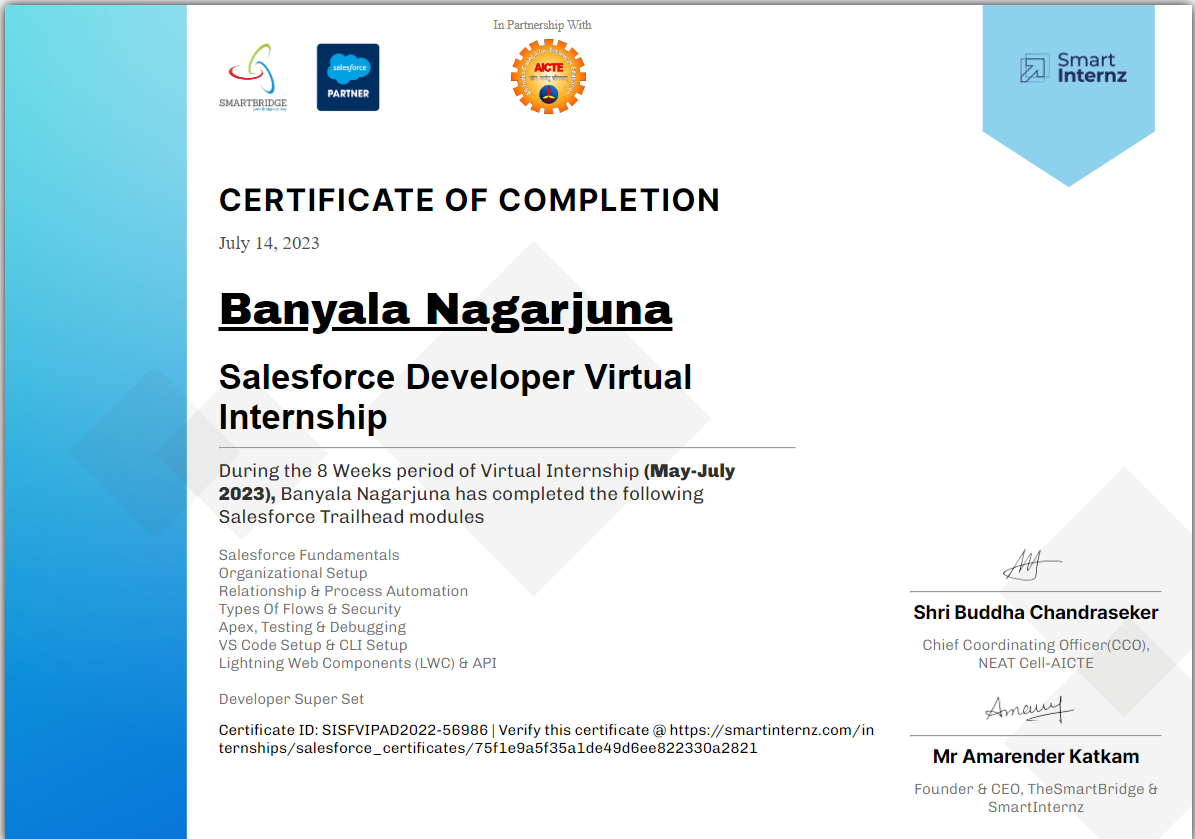 In Partnership With
SMARTBRIDGE
salesforce
PARTNER
AICTE
Smart
Internz
CERTIFICATE OF COMPLETION
July 14, 2023
Banyala Nagarjuna
Salesforce Developer Virtual
Internship
During the 8 Weeks period of Virtual Internship (May-July
2023), Banyala Nagarjuna has completed the following
Salesforce Trailhead modules
Salesforce Fundamentals
Organizational Setup
Relationship & Process Automation
Types Of Flows & Security
Apex, Testing & Debugging
VS Code Setup & CLI Setup
Lightning Web Components (LWC) & API
Developer Super Set
Certificate ID: SISFVIPAD2022-56986 | Verify this certificate @ https://smartinternz.com/in
ternships/salesforce_certificates/75f1e9a5f35a1de49d6ee822330a2821
Shri Buddha Chandraseker
Chief Coordinating Officer(CCO),
NEAT Cell-AICTE
Mr Amarender Katkam
Founder & CEO, TheSmartBridge &
SmartInternz